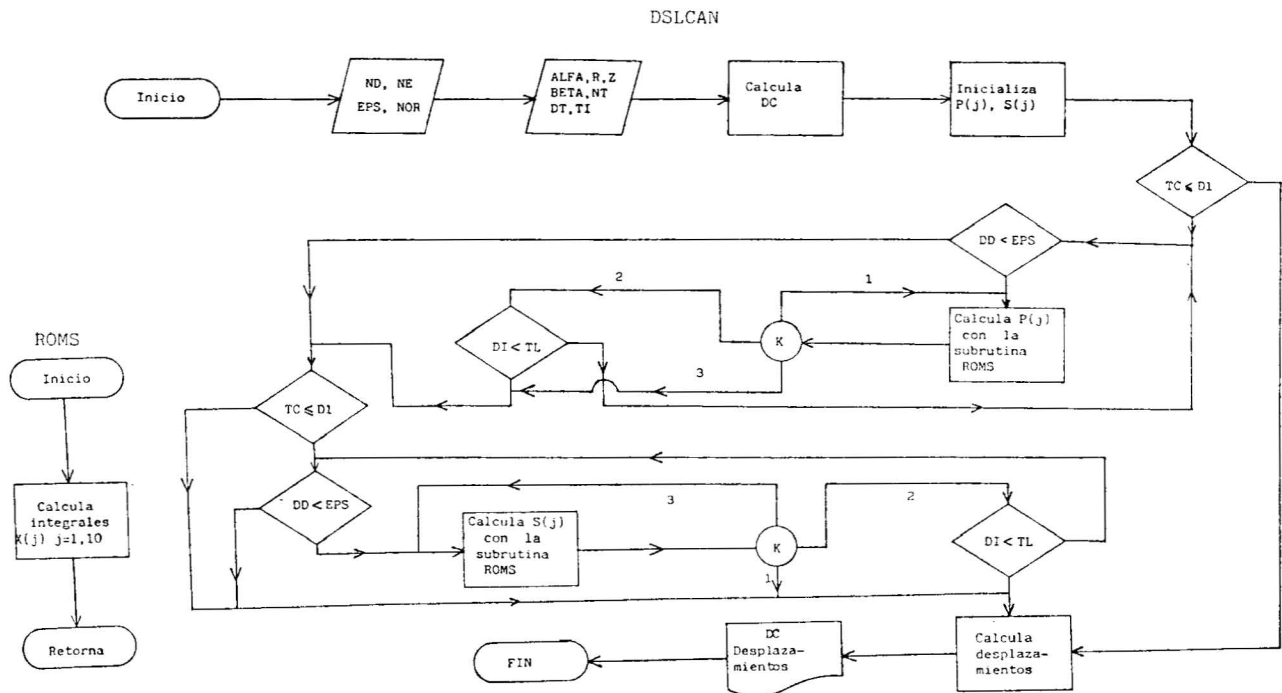 DSLCAN
Inicio
ND, NE
EPS, NOR
ALFA,R,Z
BETA,NT
DT,TI
Calcula
DC
Inicializa
P(j), S(j)
TC ⩽ D1
DD < EPS
1
2
Calcula P(j)
con la
subrutina
ROMS
K
DI < TL
3
TC ⩽ D1
ROMS
Inicio
Calcula
integrales
X(j) j=1,10
Retorna
DD < EPS
3
Calcula S(j)
con la
subrutina
ROMS
K
2
DI < TL
1
Calcula
desplaza-
mientos
DC
Desplaza-
mientos
FIN